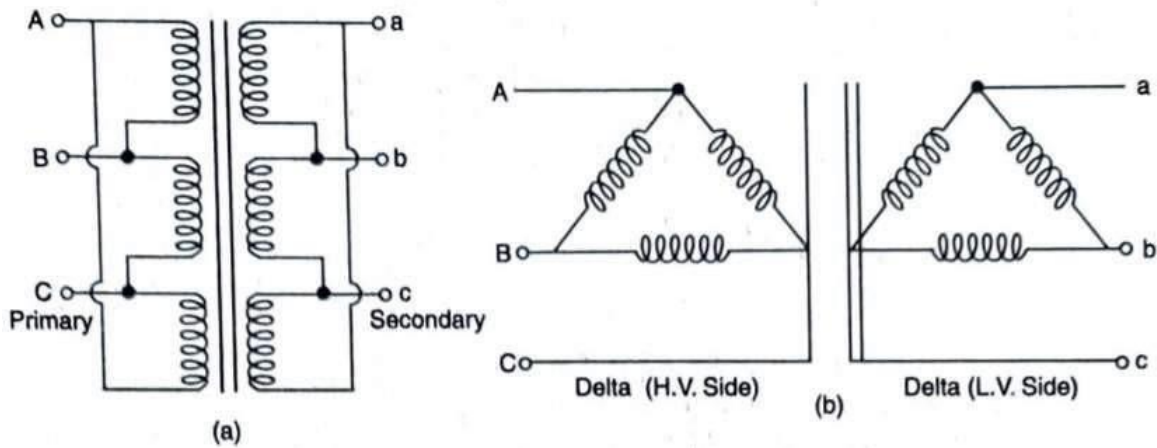 A
a
B
b
C
c
Primary
Secondary
(a)
A
a
B
b
C
c
Delta (H.V. Side)
Delta (L.V. Side)
(b)